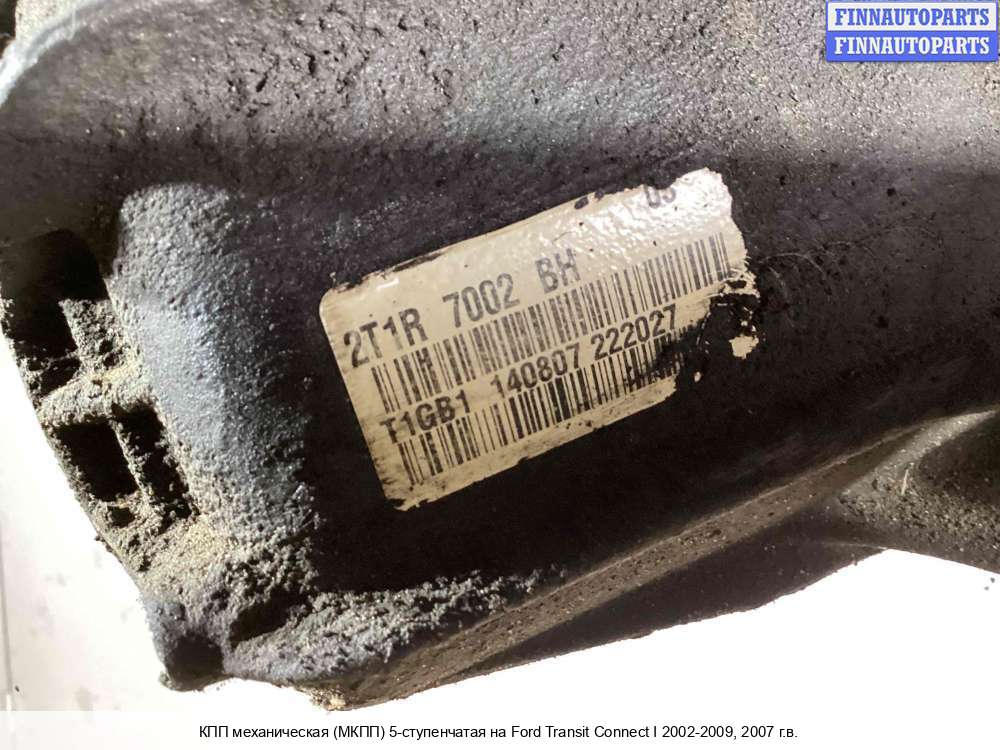 FINNAUTOPARTS
FINNAUTOPARTS
2T1R 7002 BH
T1GB1 140807 222027
КПП механическая (МКПП) 5-ступенчатая на Ford Transit Connect I 2002-2009, 2007 г.в.